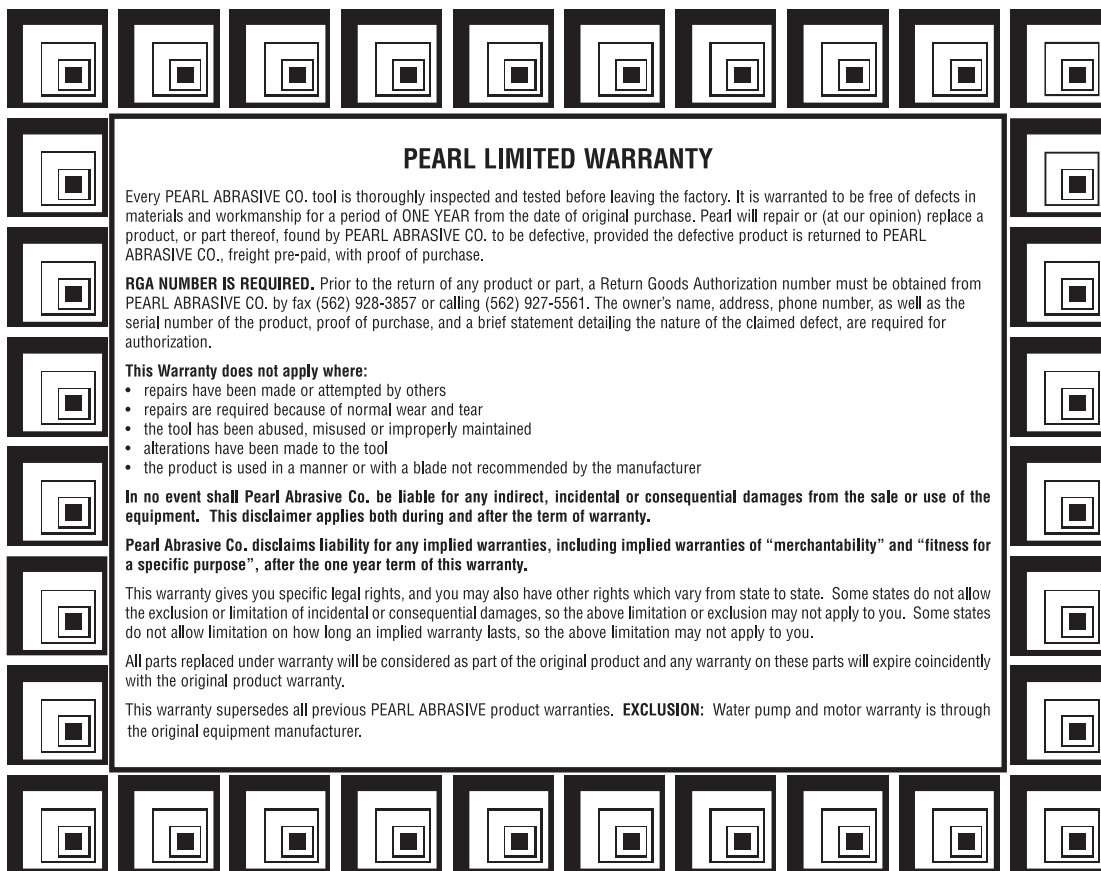 PEARL LIMITED WARRANTY
Every PEARL ABRASIVE CO. tool is thoroughly inspected and tested before leaving the factory. It is warranted to be free of defects in
materials and workmanship for a period of ONE YEAR from the date of original purchase. Pearl will repair or (at our opinion) replace a
product, or part thereof, found by PEARL ABRASIVE CO. to be defective, provided the defective product is returned to PEARL
ABRASIVE CO., freight pre-paid, with proof of purchase.
RGA NUMBER IS REQUIRED. Prior to the return of any product or part, a Return Goods Authorization number must be obtained from
PEARL ABRASIVE CO. by fax (562) 928-3857 or calling (562) 927-5561. The owner's name, address, phone number, as well as the
serial number of the product, proof of purchase, and a brief statement detailing the nature of the claimed defect, are required for
authorization.
This Warranty does not apply where:
• repairs have been made or attempted by others
• repairs are required because of normal wear and tear
• the tool has been abused, misused or improperly maintained
• alterations have been made to the tool
• the product is used in a manner or with a blade not recommended by the manufacturer
In no event shall Pearl Abrasive Co. be liable for any indirect, incidental or consequential damages from the sale or use of the
equipment. This disclaimer applies both during and after the term of warranty.
Pearl Abrasive Co. disclaims liability for any implied warranties, including implied warranties of “merchantability” and “fitness for
a specific purpose”, after the one year term of this warranty.
This warranty gives you specific legal rights, and you may also have other rights which vary from state to state. Some states do not allow
the exclusion or limitation of incidental or consequential damages, so the above limitation or exclusion may not apply to you. Some states
do not allow limitation on how long an implied warranty lasts, so the above limitation may not apply to you.
All parts replaced under warranty will be considered as part of the original product and any warranty on these parts will expire coincidently
with the original product warranty.
This warranty supersedes all previous PEARL ABRASIVE product warranties. EXCLUSION: Water pump and motor warranty is through
the original equipment manufacturer.